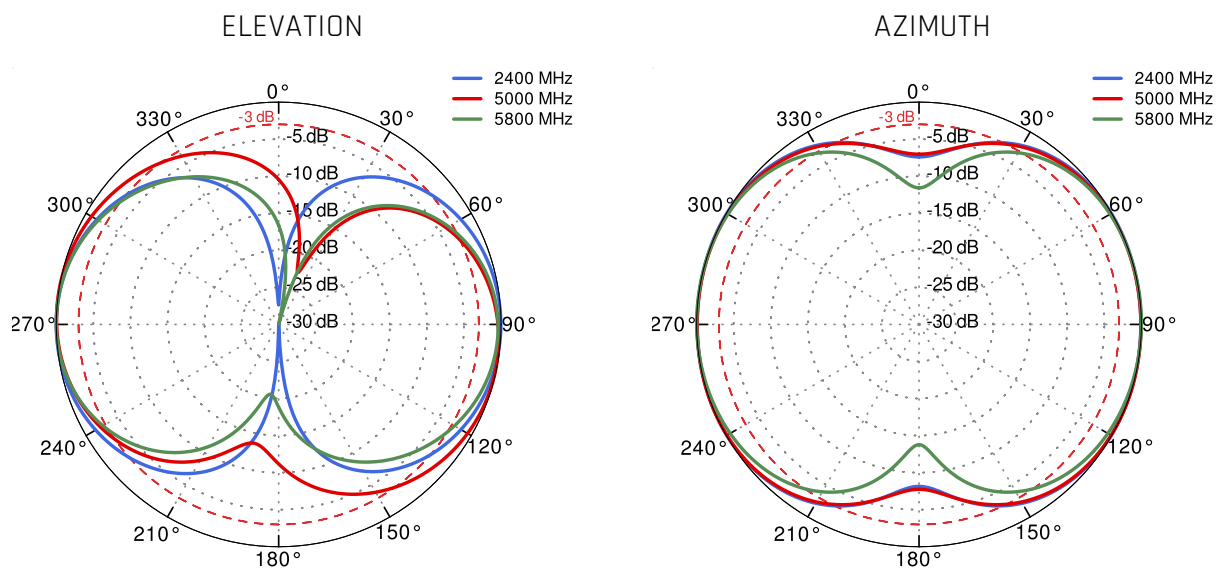 ELEVATION
2400 MHz
5000 MHz
5800 MHz
0°
330°
30°
-3 dB
-5 dB
-10 dB
300°
-15 dB
60°
-20 dB
-25 dB
270°
-30 dB
90°
240°
120°
210°
150°
180°
AZIMUTH
2400 MHz
5000 MHz
5800 MHz
0°
330°
30°
-3 dB
-5 dB
-10 dB
300°
-15 dB
60°
-20 dB
-25 dB
270°
-30 dB
90°
240°
120°
210°
150°
180°